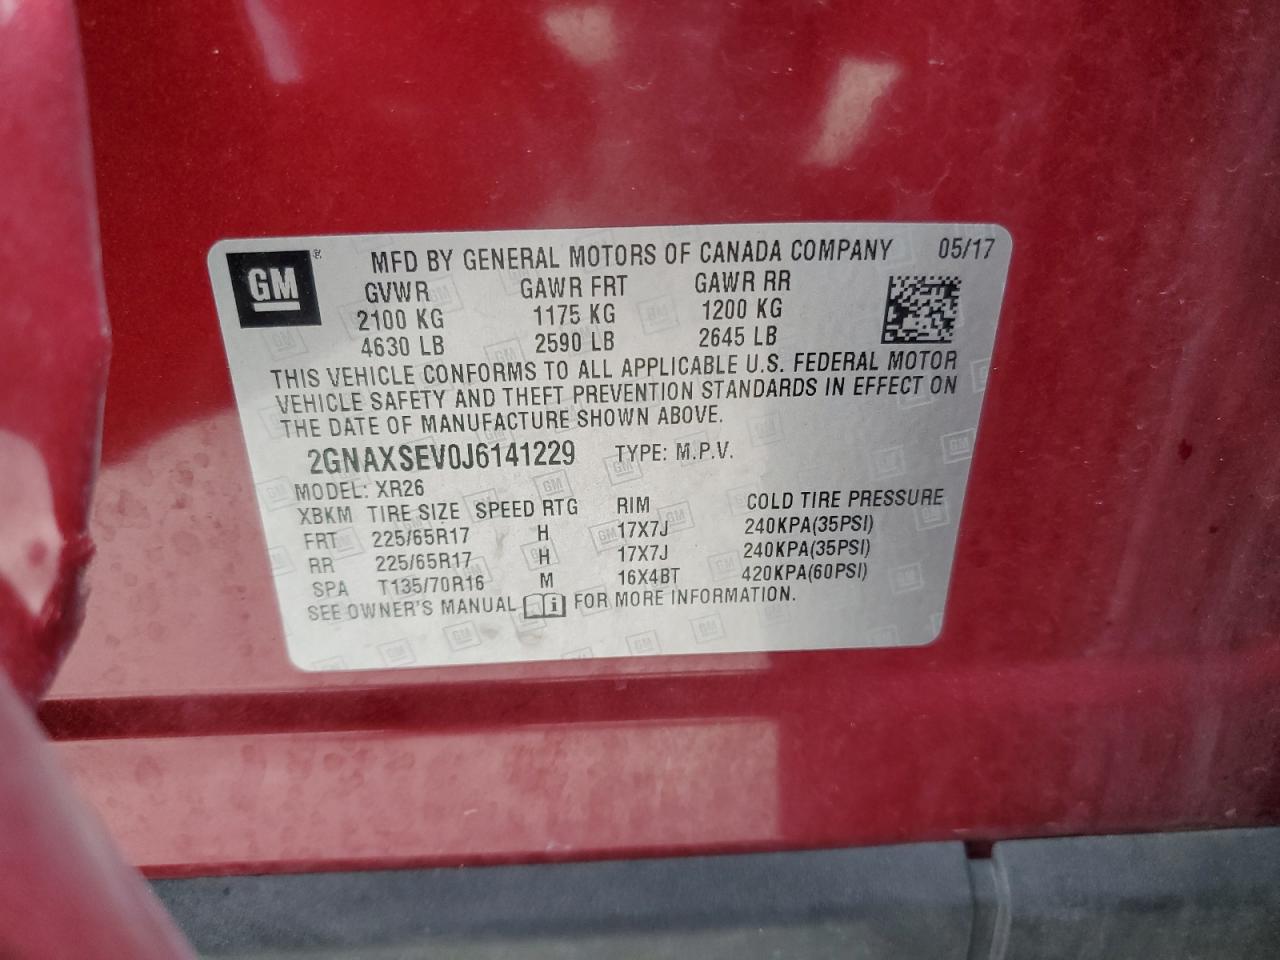 GM ® MFD BY GENERAL MOTORS OF CANADA COMPANY 05/17
GVWR GAWR FRT GAWR RR
2100 KG 1175 KG 1200 KG
4630 LB 2590 LB 2645 LB
THIS VEHICLE CONFORMS TO ALL APPLICABLE U.S. FEDERAL MOTOR
VEHICLE SAFETY AND THEFT PREVENTION STANDARDS IN EFFECT ON
THE DATE OF MANUFACTURE SHOWN ABOVE.
2GNAXSEV0J6141229 TYPE: M.P.V.
MODEL: XR26
XBKM TIRE SIZE SPEED RTG RIM COLD TIRE PRESSURE
FRT 225/65R17 H 17X7J 240KPA(35PSI)
RR 225/65R17 H 17X7J 240KPA(35PSI)
SPA T135/70R16 M 16X4BT 420KPA(60PSI)
SEE OWNER'S MANUAL i FOR MORE INFORMATION.